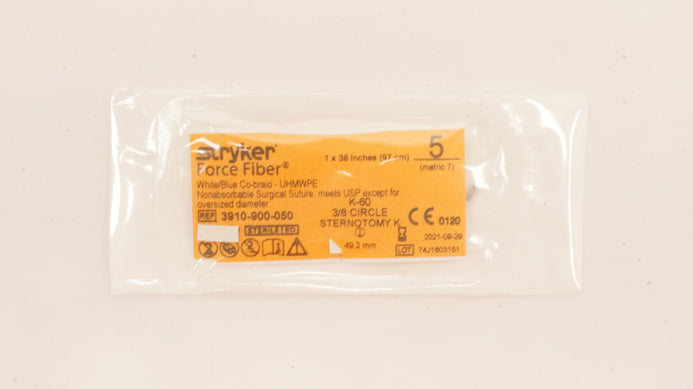 stryker
Force Fiber®
1 x 38 inches (97 cm)
5
(metric 7)
White/Blue Co-braid - UHMWPE
Nonabsorbable Surgical Suture, meets USP except for
oversized diameter.
K-60
3/8 CIRCLE
STERNOTOMY K
REF 3910-900-050
CE 0120
STERILE EO
49.2 mm
2021-09-29
LOT 74J1603151